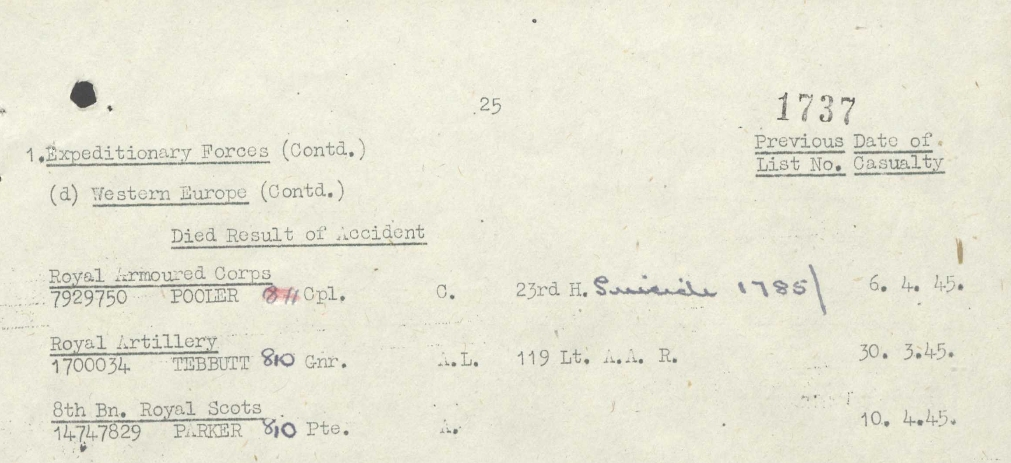 25
1737
Previous Date of
List No. Casualty
1. Expeditionary Forces (Contd.)
(d) Western Europe (Contd.)
Died Result of Accident
Royal Armoured Corps
7929750 POOLER 811 Cpl. C. 23rd H. Suicide 1785/ 6. 4. 45.
Royal Artillery
1700034 TEBBUTT 810 Gnr. A.L. 119 Lt. A.A. R. 30. 3.45.
8th Bn. Royal Scots
14747829 PARKER 810 Pte. A. 10. 4.45.